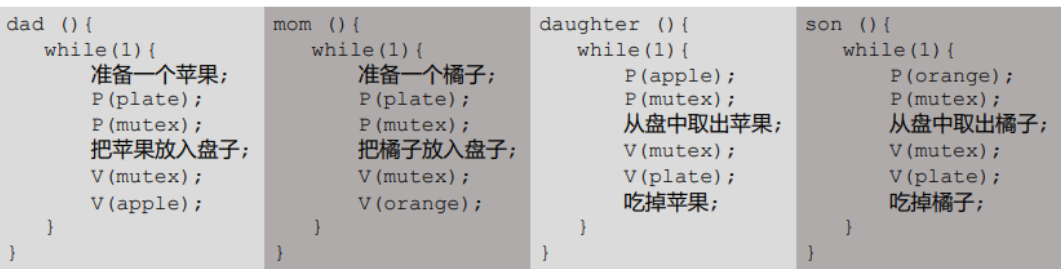 dad (){
while(1){
准备一个苹果;
P(plate);
P(mutex);
把苹果放入盘子;
V(mutex);
V(apple);
}
}
mom (){
while(1){
准备一个橘子;
P(plate);
P(mutex);
把橘子放入盘子;
V(mutex);
V(orange);
}
}
daughter (){
while(1){
P(apple);
P(mutex);
从盘中取出苹果;
V(mutex);
V(plate);
吃掉苹果;
}
}
son (){
while(1){
P(orange);
P(mutex);
从盘中取出橘子;
V(mutex);
V(plate);
吃掉橘子;
}
}